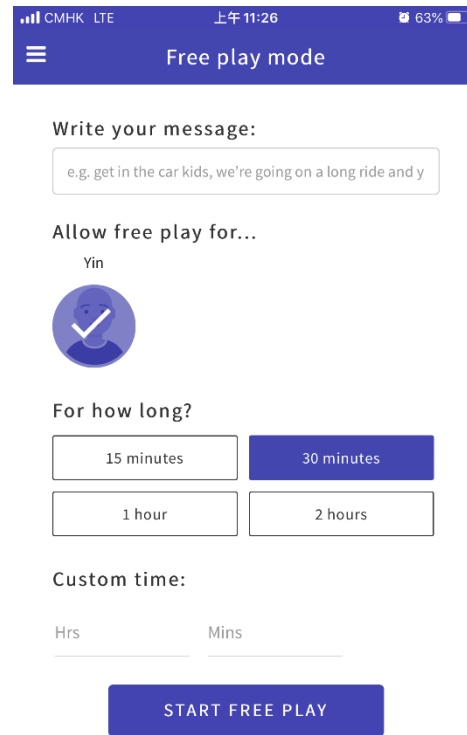 CMHK LTE 上午11:26 63%
Free play mode
Write your message:
e.g. get in the car kids, we're going on a long ride and y
Allow free play for...
Yin
For how long?
15 minutes 30 minutes
1 hour 2 hours
Custom time:
Hrs Mins
START FREE PLAY